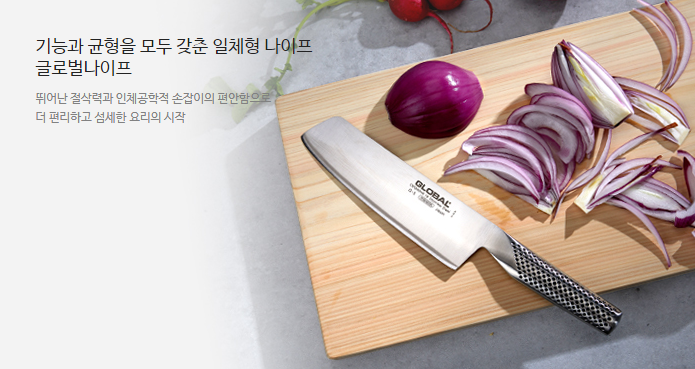 기능과 균형을 모두 갖춘 일체형 나이프
글로벌나이프
뛰어난 절삭력과 인체공학적 손잡이의 편안함으로
더 편리하고 섬세한 요리의 시작
GLOBAL